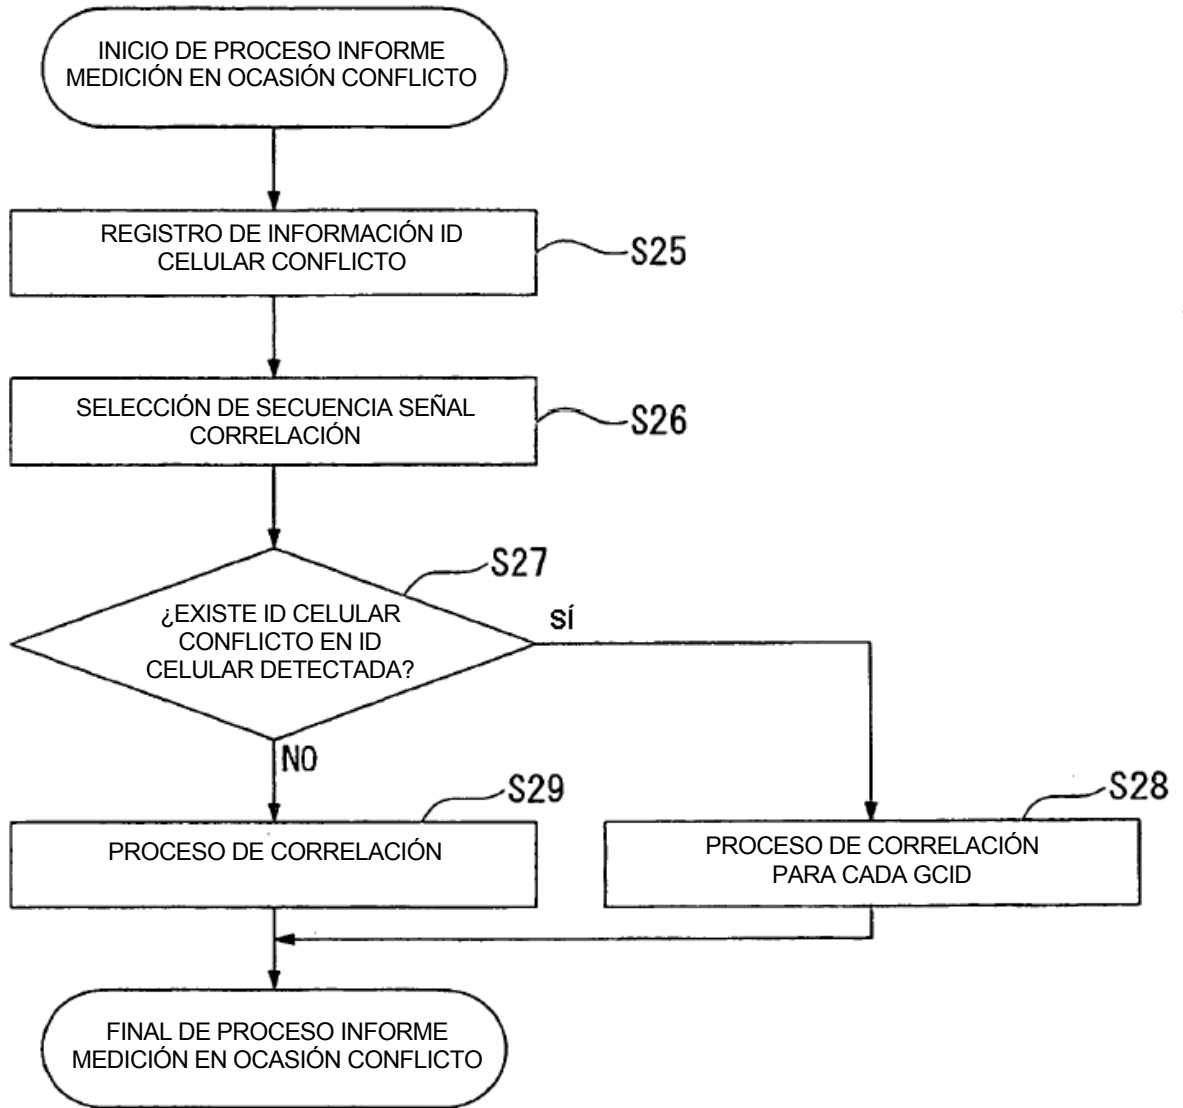 INICIO DE PROCESO INFORME
MEDICIÓN EN OCASIÓN CONFLICTO
REGISTRO DE INFORMACIÓN ID
CELULAR CONFLICTO
S25
SELECCIÓN DE SECUENCIA SEÑAL
CORRELACIÓN
S26
S27
¿EXISTE ID CELULAR
CONFLICTO EN ID
CELULAR DETECTADA?
SÍ
NO
S29
PROCESO DE CORRELACIÓN
S28
PROCESO DE CORRELACIÓN
PARA CADA GCID
FINAL DE PROCESO INFORME
MEDICIÓN EN OCASIÓN CONFLICTO